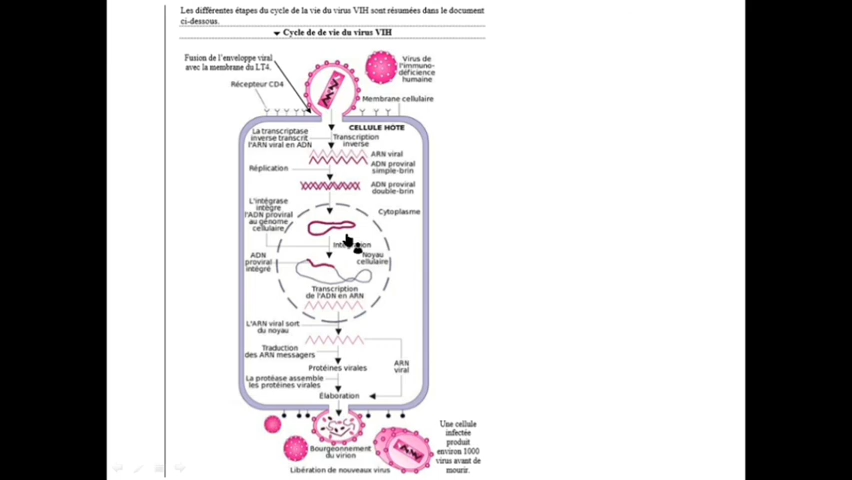 Les différentes étapes du cycle de la vie du virus VIH sont résumées dans le document
ci-dessous.
Cycle de de vie du virus VIH
Fusion de l'enveloppe viral
avec la membrane du LT4.
Virus de
l'immuno-
déficience
humaine
Récepteur CD4
Membrane cellulaire
CELLULE HÔTE
La transcriptase
inverse transcrit
l'ARN viral en ADN
Transcription
inverse
ARN viral
ADN proviral
simple-brin
Réplication
ADN proviral
double-brin
L'intégrase
intègre
l'ADN proviral
au génome
cellulaire
Cytoplasme
Noyau
cellulaire
ADN
proviral
intégré
Transcription
de l'ADN en ARN
L'ARN viral sort
du noyau
Traduction
des ARN messagers
ARN
viral
Protéines virales
La protéase assemble
les protéines virales
Élaboration
Bourgeonnement
du virion
Libération de nouveaux virus
Une cellule
infectée
produit
environ 1000
virus avant de
mourir.